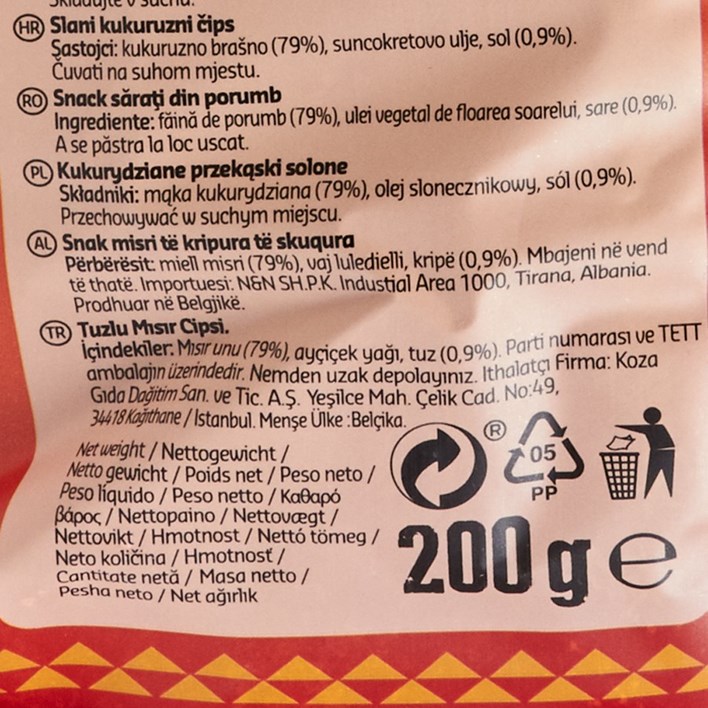 Skladujte v suchu.
HR Slani kukuruzni čips
Sastojci: kukuruzno brašno (79%), suncokretovo ulje, sol (0,9%).
Čuvati na suhom mjestu.
RO Snack sărați din porumb
Ingrediente: făină de porumb (79%), ulei vegetal de floarea soarelui, sare (0,9%).
A se păstra la loc uscat.
PL Kukurydziane przekąski solone
Składniki: mąka kukurydziana (79%), olej slonecznikowy, sól (0,9%).
Przechowywać w suchym miejscu.
AL Snak misri të kripura të skuqura
Përbërësit: miell misri (79%), vaj luledielli, kripë (0,9%). Mbajeni në vend
të thatë. Importuesi: N&N SH.P.K. Industial Area 1000, Tirana, Albania.
Prodhuar në Belgjikë.
TR Tuzlu Mısır Cipsi.
İçindekiler: Mısır unu (79%), ayçiçek yağı, tuz (0,9%). Parti numarası ve TETT
ambalajın üzerindedir. Nemden uzak depolayınız. Ithalatçı Firma: Koza
Gıda Dağitim San. ve Tic. A.Ş. Yeşilce Mah. Çelik Cad. No:49,
34418 Kağıthane / Istanbul. Menşe Ülke :Belçika.
Net weight / Nettogewicht /
Netto gewicht / Poids net / Peso neto /
Peso líquido / Peso netto / Καθαρό
βάρος / Nettopaino / Nettovægt /
Nettovikt / Hmotnost / Nettó tömeg /
Neto količina / Hmotnosť /
Cantitate netă / Masa netto /
Pesha neto / Net ağırlık
®
05
PP
200 g e